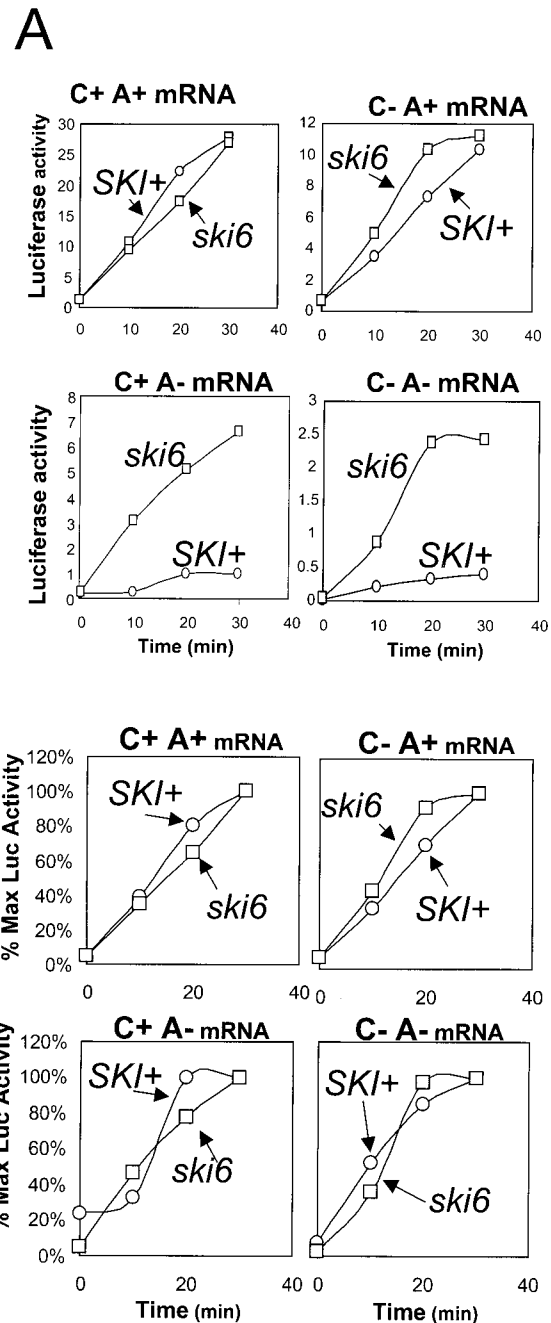 A
C+ A+ mRNA
Luciferase activity
30
25
20
15
10
5
0
SKI+
ski6
0 10 20 30 40
C- A+ mRNA
12
10
8
6
4
2
0
ski6
SKI+
0 10 20 30 40
C+ A- mRNA
Luciferase activity
8
7
6
5
4
3
2
1
0
ski6
SKI+
0 10 20 30 40
Time (min)
C- A- mRNA
3
2.5
2
1.5
1
0.5
0
ski6
SKI+
0 10 20 30 40
Time (min)
C+ A+ mRNA
% Max Luc Activity
120%
100%
80%
60%
40%
20%
0%
SKI+
ski6
0 20 40
C- A+ mRNA
ski6
SKI+
0 20 40
C+ A- mRNA
% Max Luc Activity
120%
100%
80%
60%
40%
20%
0%
SKI+
ski6
0 20 40
Time (min)
C- A- mRNA
SKI+
ski6
0 20 40
Time (min)